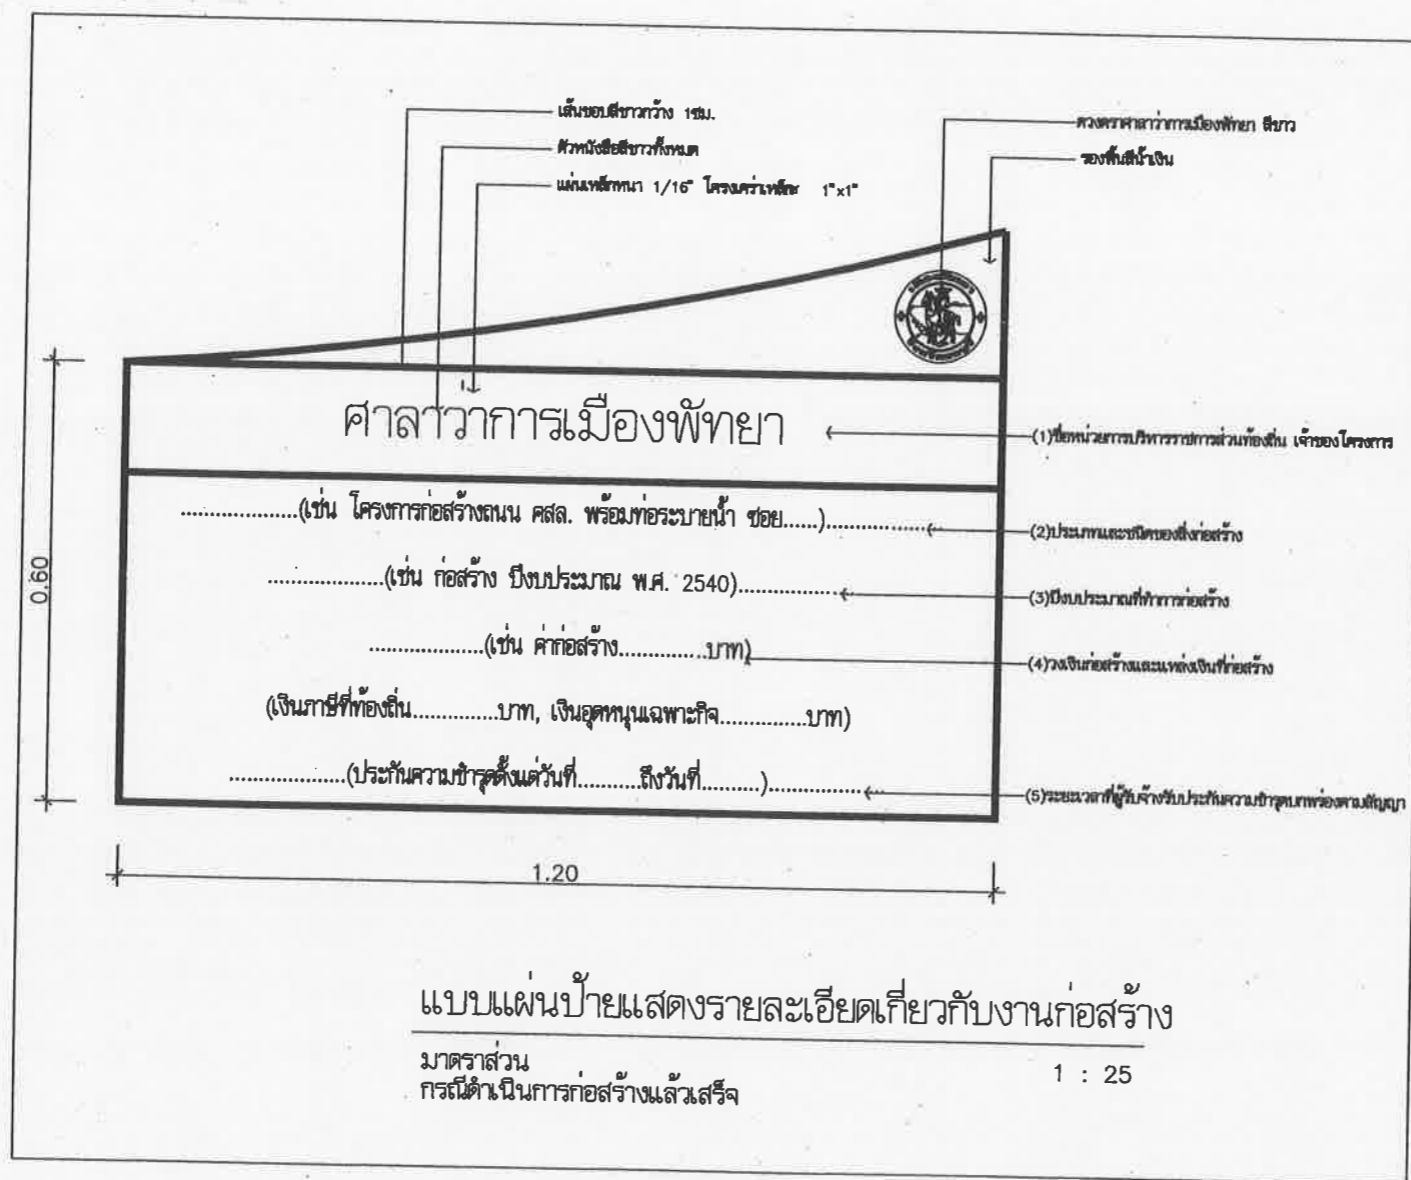 เส้นขอบสีขาวกว้าง 1ซม.
ตัวหนังสือสีขาวทั้งหมด
แผ่นเหล็กหนา 1/16" โครงเคร่าเหล็ก 1"x1"
ดวงตราศาลาว่าการเมืองพัทยา สีขาว
รองพื้นสีน้ำเงิน
ศาลาว่าการเมืองพัทยา
(1)ชื่อหน่วยการบริหารราชการส่วนท้องถิ่น เจ้าของโครงการ
....................(เช่น โครงการก่อสร้างถนน คสล. พร้อมท่อระบายน้ำ ซอย......)..................
(2)ประเภทและชนิดของสิ่งก่อสร้าง
....................(เช่น ก่อสร้าง ปีงบประมาณ พ.ศ. 2540)....................
(3)ปีงบประมาณที่ทำการก่อสร้าง
....................(เช่น ค่าก่อสร้าง...............บาท)
(4)วงเงินก่อสร้างและแหล่งเงินที่ก่อสร้าง
(เงินภาษีที่ท้องถิ่น...............บาท, เงินอุดหนุนเฉพาะกิจ...............บาท)
....................(ประกันความชำรุดตั้งแต่วันที่...........ถึงวันที่..........)....................
(5)ระยะเวลาที่ผู้รับจ้างรับประกันความชำรุดบกพร่องตามสัญญา
0.60
1.20
แบบแผ่นป้ายแสดงรายละเอียดเกี่ยวกับงานก่อสร้าง
มาตราส่วน 1 : 25
กรณีดำเนินการก่อสร้างแล้วเสร็จ